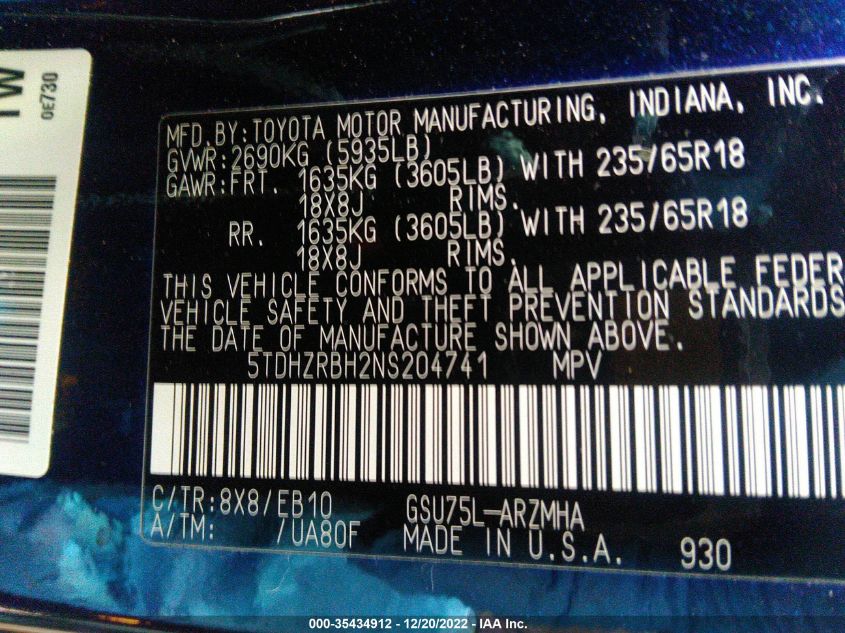 TW
0E730
MFD. BY: TOYOTA MOTOR MANUFACTURING, INDIANA, INC.
GVWR: 2690KG (5935LB)
GAWR: FRT. 1635KG (3605LB) WITH 235/65R18
18X8J RIMS.
RR. 1635KG (3605LB) WITH 235/65R18
18X8J RIMS.
THIS VEHICLE CONFORMS TO ALL APPLICABLE FEDER
VEHICLE SAFETY AND THEFT PREVENTION STANDARDS
THE DATE OF MANUFACTURE SHOWN ABOVE.
5TDHZRBH2NS204741 MPV
C/TR: 8X8/EB10 GSU75L-ARZMHA
A/TM: /UA80F MADE IN U.S.A. 930
000-35434912 - 12/20/2022 - IAA Inc.